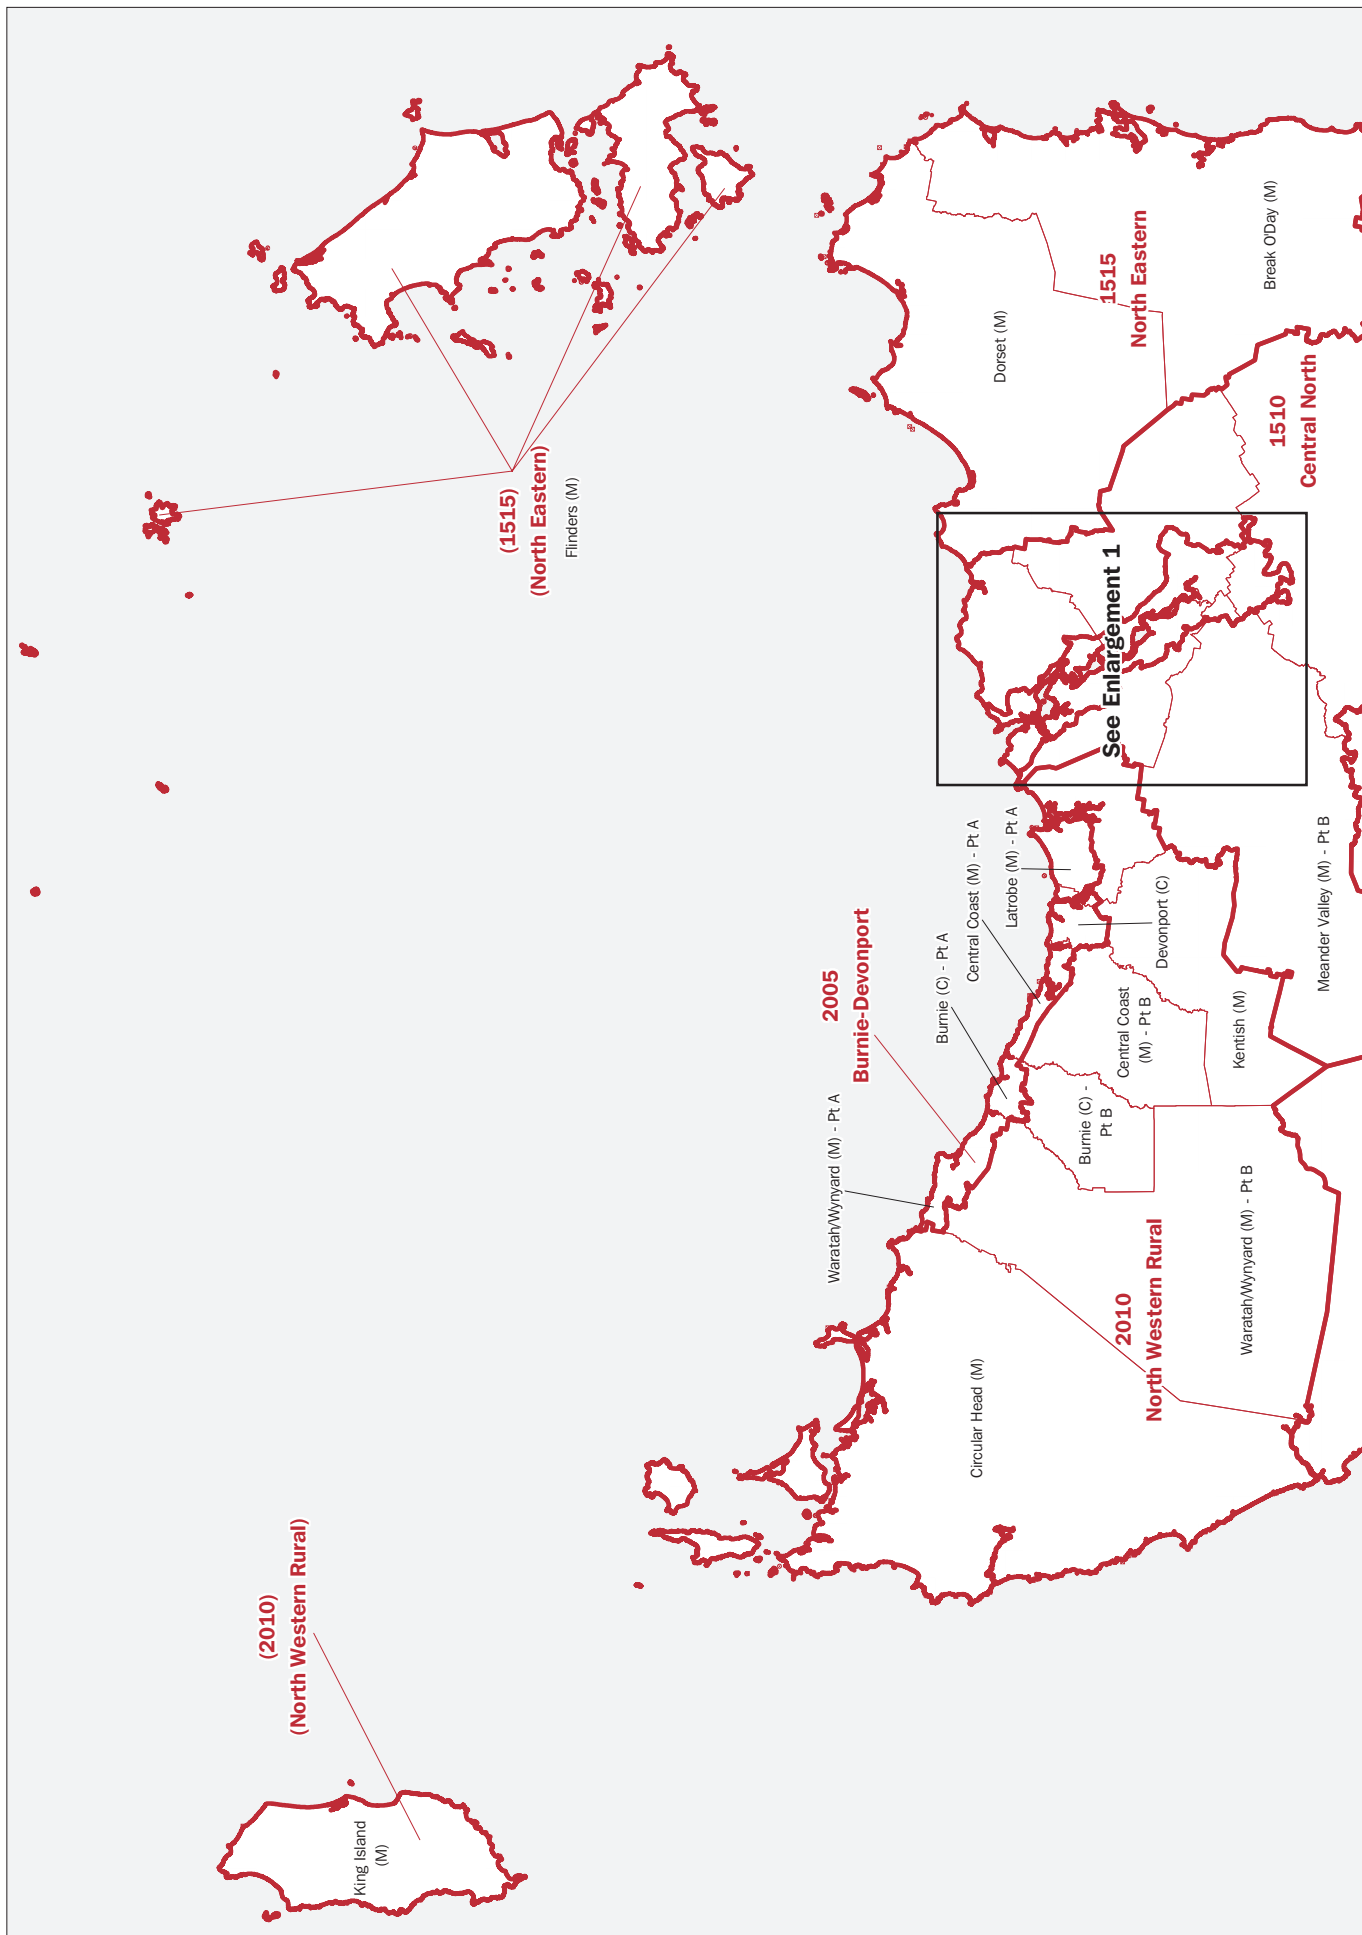 (1515)
(North Eastern)
Flinders (M)
(2010)
(North Western Rural)
King Island
(M)
2005
Burnie-Devonport
Waratah/Wynyard (M) - Pt A
Burnie (C) - Pt A
Central Coast (M) - Pt A
Latrobe (M) - Pt A
Circular Head (M)
2010
North Western Rural
Waratah/Wynyard (M) - Pt B
Burnie (C) -
Pt B
Central Coast
(M) - Pt B
Devonport (C)
Kentish (M)
Meander Valley (M) - Pt B
See Enlargement 1
Dorset (M)
1515
North Eastern
Break O'Day (M)
1510
Central North